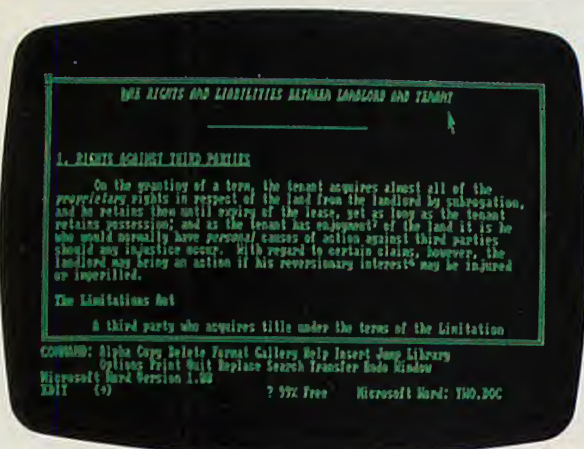 THE RIGHTS AND LIABILITIES BETWEEN LANDLORD AND TENANT
1. RIGHTS AGAINST THIRD PARTIES
On the granting of a term, the tenant acquires almost all of the
proprietary rights in respect of the land from the landlord by subrogation,
and he retains them until expiry of the lease, yet as long as the tenant
retains possession; and as the tenant has enjoyment of the land it is he
who would normally have personal causes of action against third parties
should any injustice occur. With regard to certain claims, however, the
landlord may bring an action if his reversionary interest may be injured
or imperilled.
The Limitations Act
A third party who acquires title under the terms of the Limitation
COMMAND: Alpha Copy Delete Format Gallery Help Insert Jump Library
Options Print Quit Replace Search Transfer Undo Window
Microsoft Word Version 1.00
EDIT {+} ? 99% Free Microsoft Word: TWO.DOC